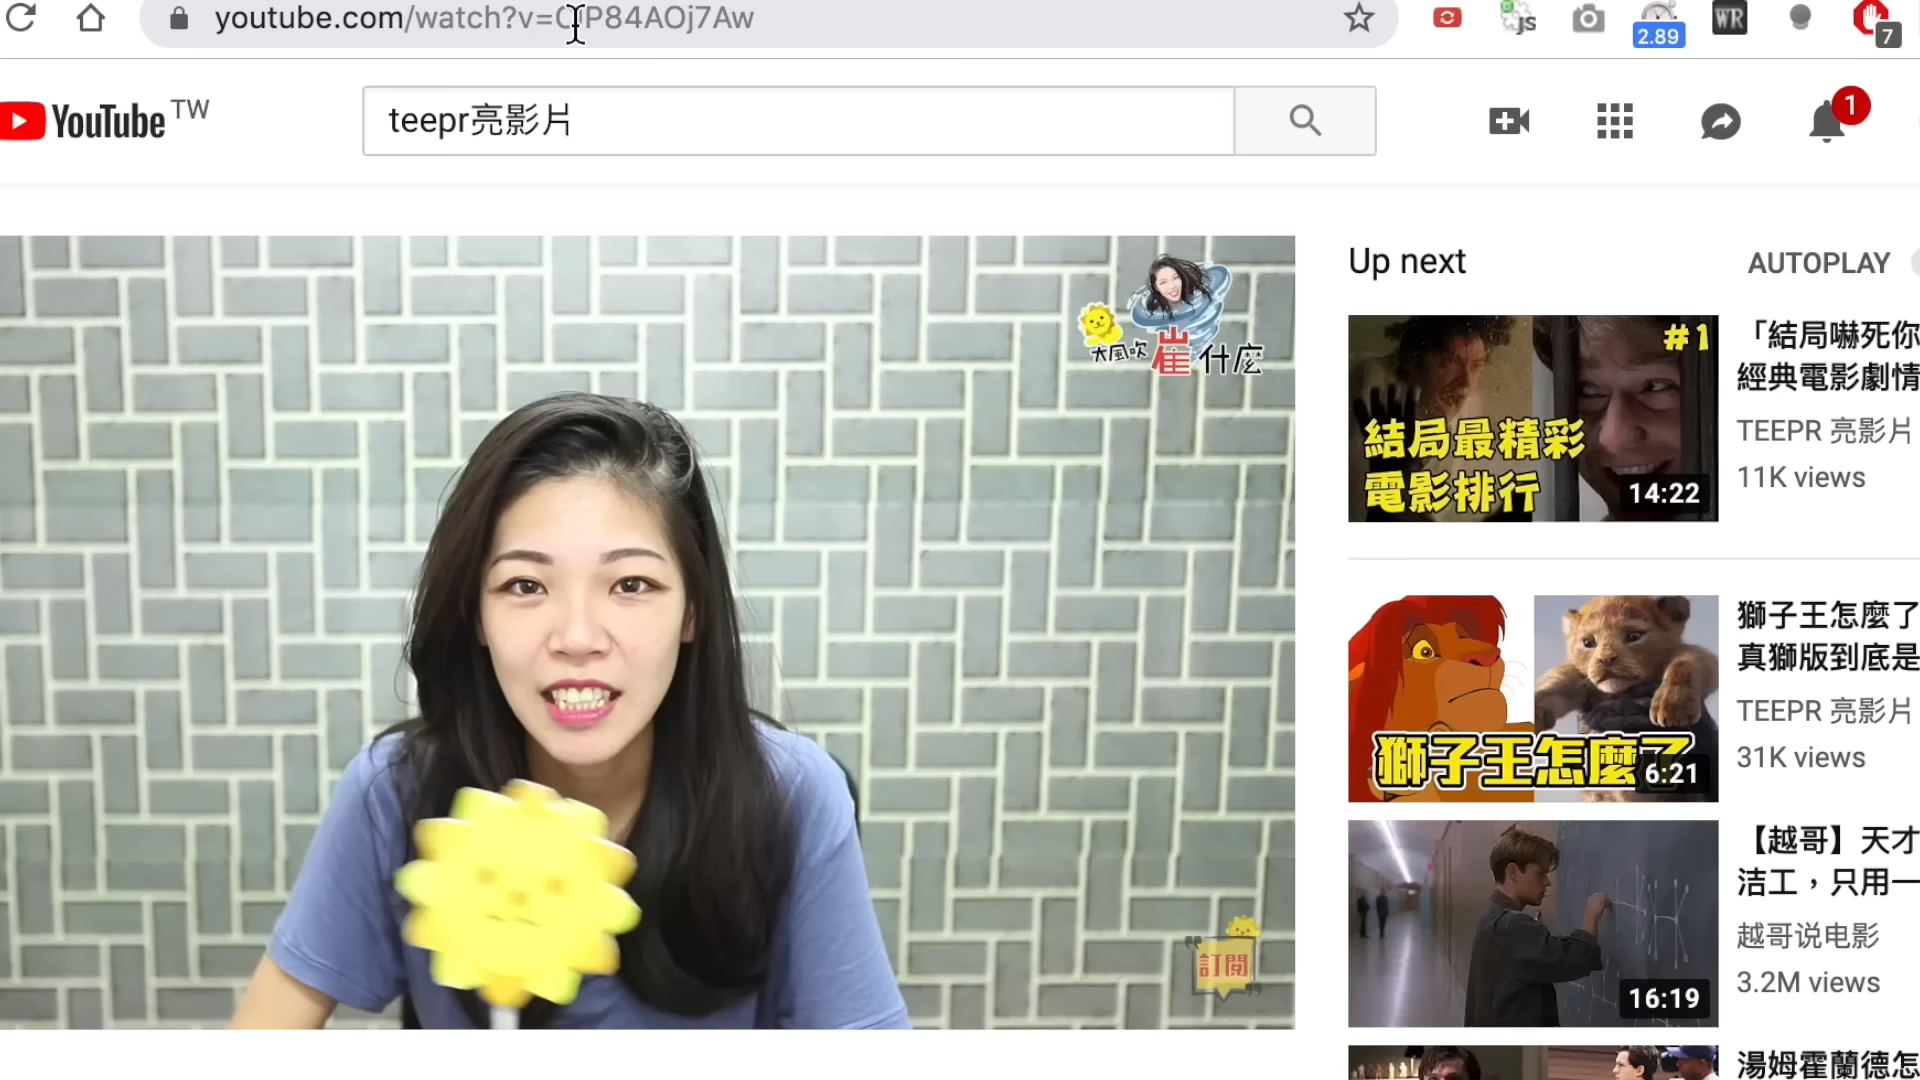 youtube.com/watch?v=
P84AOj7Aw
JS
2.89
WR
7
YouTube TW
teepr亮影片
1
大風吹 崔什麼
訂閱
Up next
AUTOPLAY
#1
結局最精彩
電影排行
14:22
「結局嚇死你
經典電影劇情
TEEPR 亮影片
11K views
獅子王怎麼了
6:21
獅子王怎麼了
真獅版到底是
TEEPR 亮影片
31K views
16:19
【越哥】天才
洁工，只用一
越哥说电影
3.2M views
湯姆霍蘭德怎